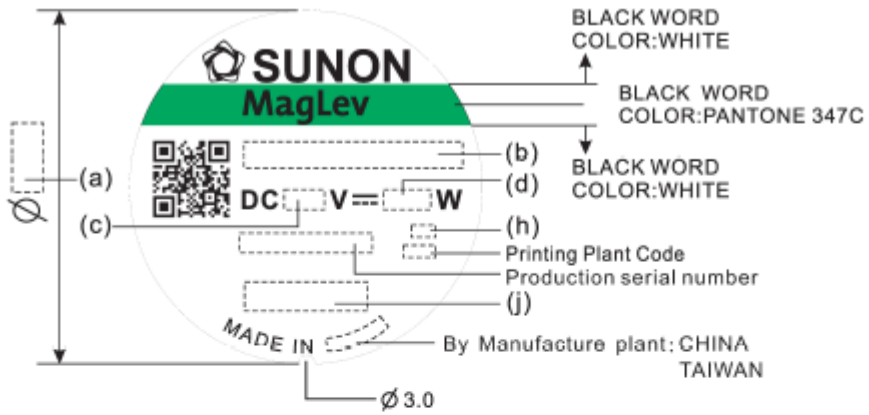 BLACK WORD
COLOR:WHITE
SUNON
MagLev
BLACK WORD
COLOR:PANTONE 347C
(a)
(b)
BLACK WORD
COLOR:WHITE
(d)
DC V W
Ø
(c)
(h)
Printing Plant Code
Production serial number
(j)
MADE IN
By Manufacture plant: CHINA
TAIWAN
Ø 3.0